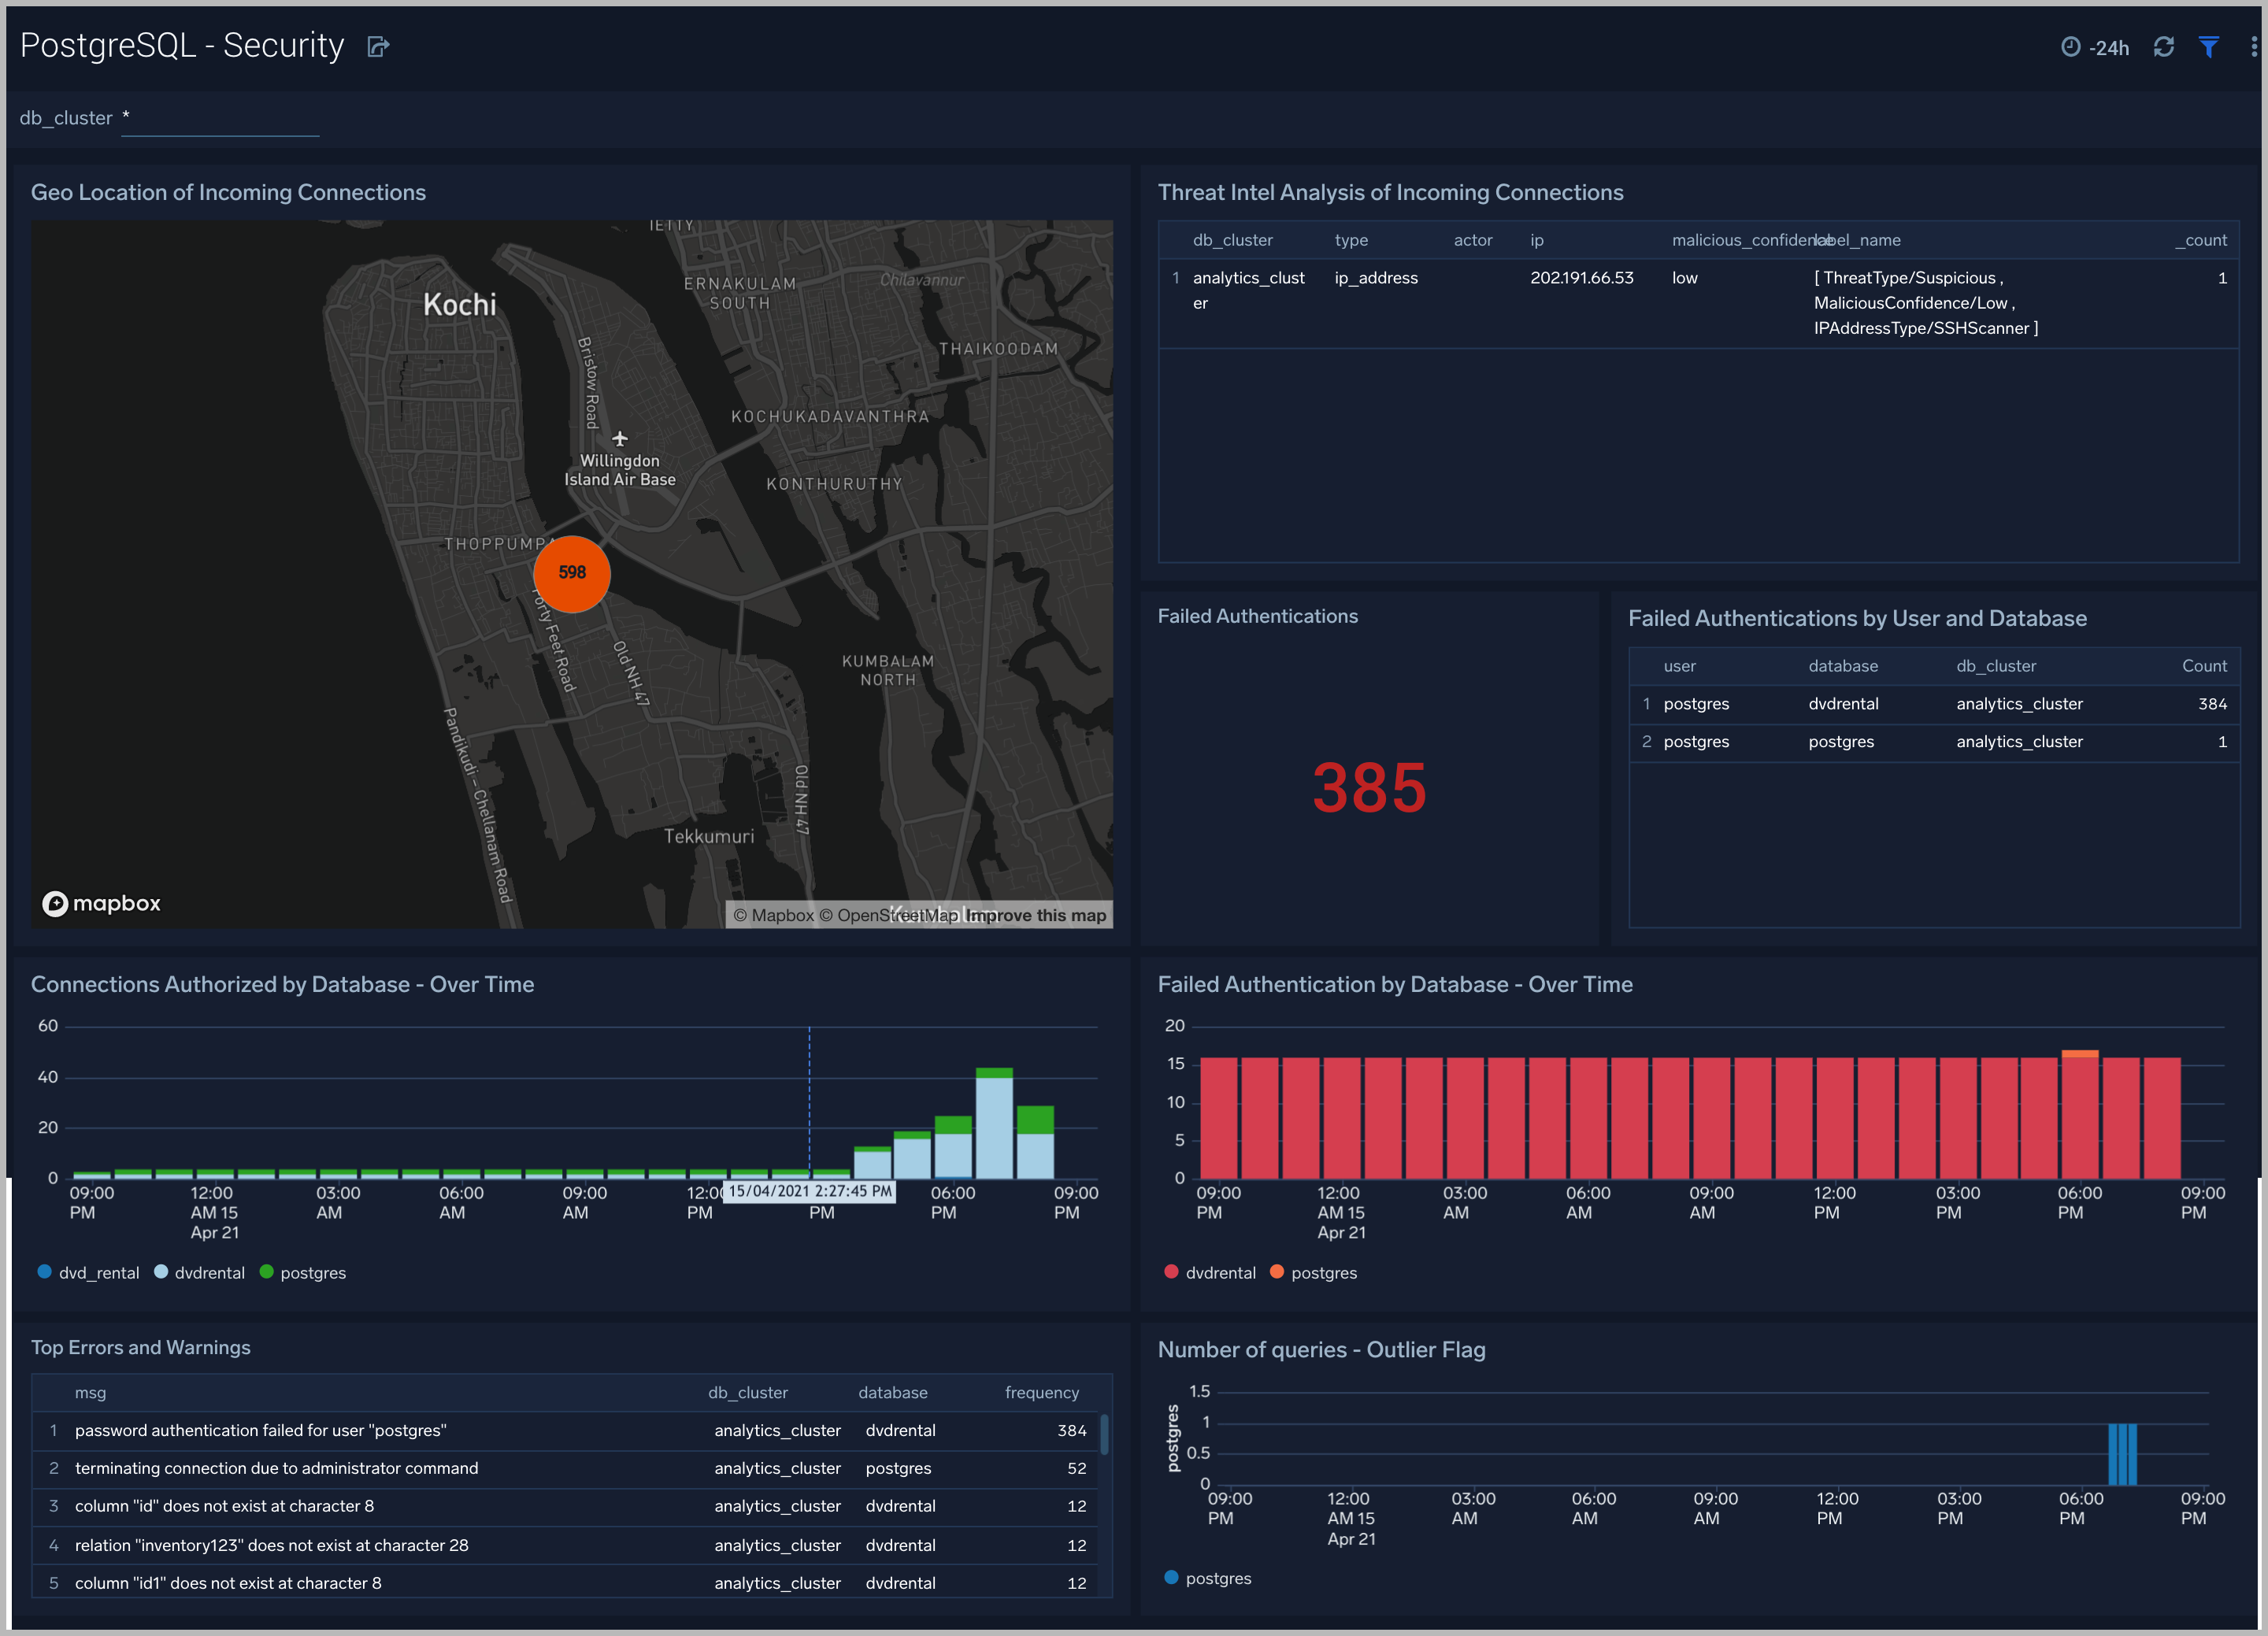 PostgreSQL - Security
-24h
db_cluster *
Geo Location of Incoming Connections
Kochi
ERNAKULAM
SOUTH
Chilavannur
THAIKOODAM
Bristow Road
KOCHUKADAVANTHRA
Willingdon
Island Air Base
KONTHURUTHY
598
Forty Feet Road
Old NH 47
KUMBALAM
NORTH
Pandikudi - Chellanam Road
Old NH 47
Tekkumuri
mapbox
© Mapbox © OpenStreetMap Improve this map
Threat Intel Analysis of Incoming Connections
db_cluster type actor ip malicious_confidence label_name _count
1 analytics_clust ip_address 202.191.66.53 low [ ThreatType/Suspicious , 1
er MaliciousConfidence/Low ,
IPAddressType/SSHScanner ]
Failed Authentications
385
Failed Authentications by User and Database
user database db_cluster Count
1 postgres dvdrental analytics_cluster 384
2 postgres postgres analytics_cluster 1
Connections Authorized by Database - Over Time
60
40
20
0
09:00 12:00 03:00 06:00 09:00 12:00 15/04/2021 2:27:45 PM 06:00 09:00
PM AM 15 AM AM AM PM PM PM PM
Apr 21
dvd_rental dvdrental postgres
Failed Authentication by Database - Over Time
20
15
10
5
0
09:00 12:00 03:00 06:00 09:00 12:00 03:00 06:00 09:00
PM AM 15 AM AM AM PM PM PM PM
Apr 21
dvdrental postgres
Top Errors and Warnings
msg db_cluster database frequency
1 password authentication failed for user "postgres" analytics_cluster dvdrental 384
2 terminating connection due to administrator command analytics_cluster postgres 52
3 column "id" does not exist at character 8 analytics_cluster dvdrental 12
4 relation "inventory123" does not exist at character 28 analytics_cluster dvdrental 12
5 column "id1" does not exist at character 8 analytics_cluster dvdrental 12
Number of queries - Outlier Flag
postgres
1.5
1
0.5
0
09:00 12:00 03:00 06:00 09:00 12:00 03:00 06:00 09:00
PM AM 15 AM AM AM PM PM PM PM
Apr 21
postgres